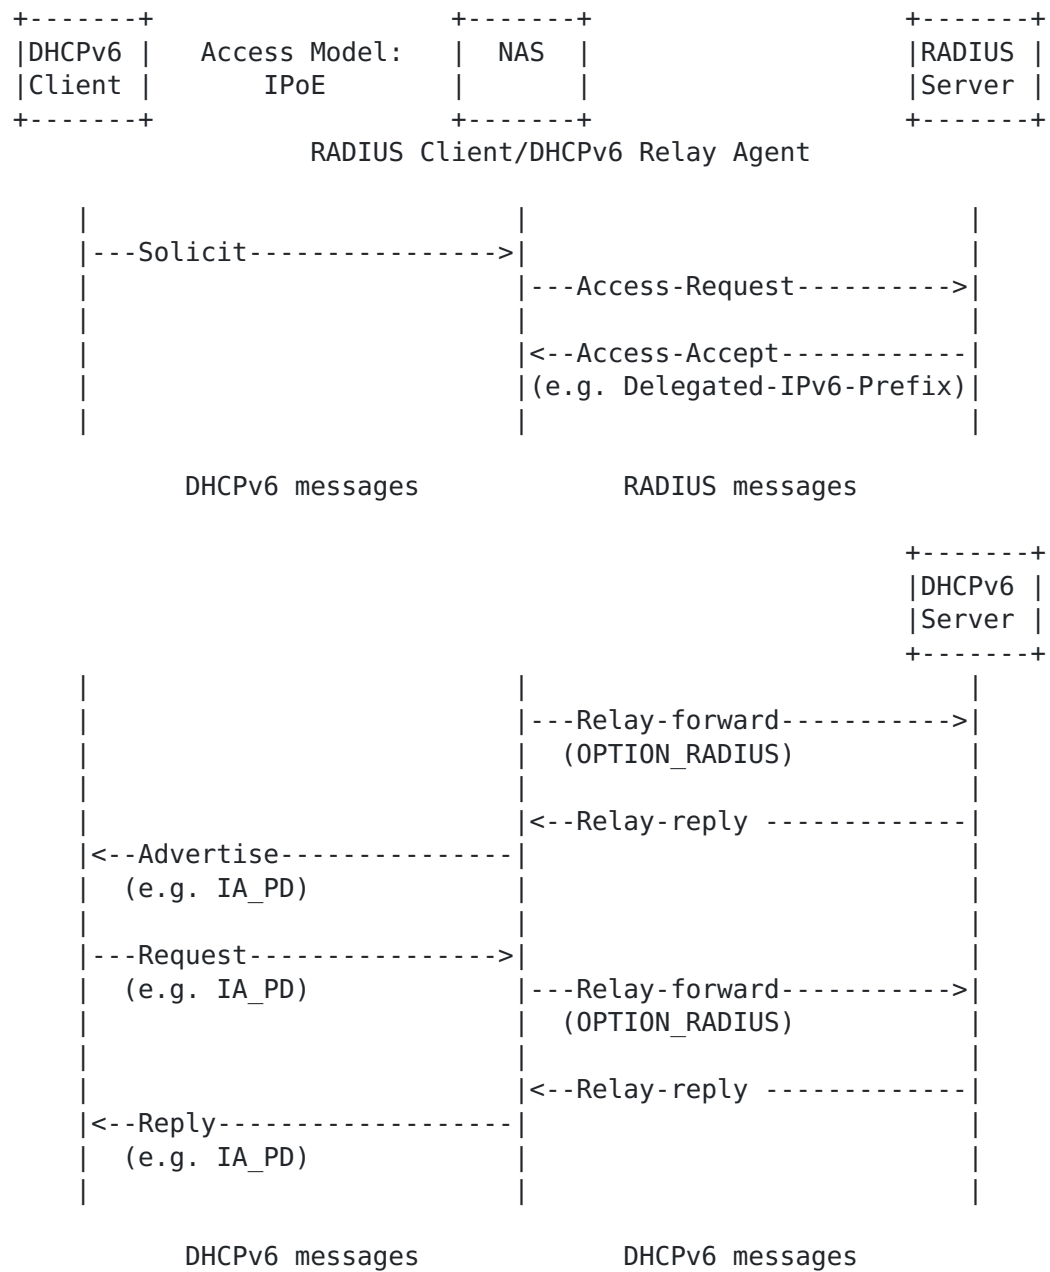 +-------+                   +-------+                    +-------+
|DHCPv6 |   Access Model:   |  NAS  |                    |RADIUS |
|Client |       IPoE        |       |                    |Server |
+-------+                   +-------+                    +-------+
                   RADIUS Client/DHCPv6 Relay Agent

    |                           |                            |
    |---Solicit---------------->|                            |
    |                           |---Access-Request---------->|
    |                           |                            |
    |                           |<--Access-Accept------------|
    |                           |(e.g. Delegated-IPv6-Prefix)|
    |                           |                            |

           DHCPv6 messages             RADIUS messages

                                                         +-------+
                                                         |DHCPv6 |
                                                         |Server |
                                                         +-------+
    |                           |                            |
    |                           |---Relay-forward----------->|
    |                           |  (OPTION_RADIUS)           |
    |                           |                            |
    |                           |<--Relay-reply -------------|
    |<--Advertise---------------|                            |
    |  (e.g. IA_PD)             |                            |
    |                           |                            |
    |---Request---------------->|                            |
    |  (e.g. IA_PD)             |---Relay-forward----------->|
    |                           |  (OPTION_RADIUS)           |
    |                           |                            |
    |                           |<--Relay-reply -------------|
    |<--Reply-------------------|                            |
    |  (e.g. IA_PD)             |                            |
    |                           |                            |

           DHCPv6 messages             DHCPv6 messages